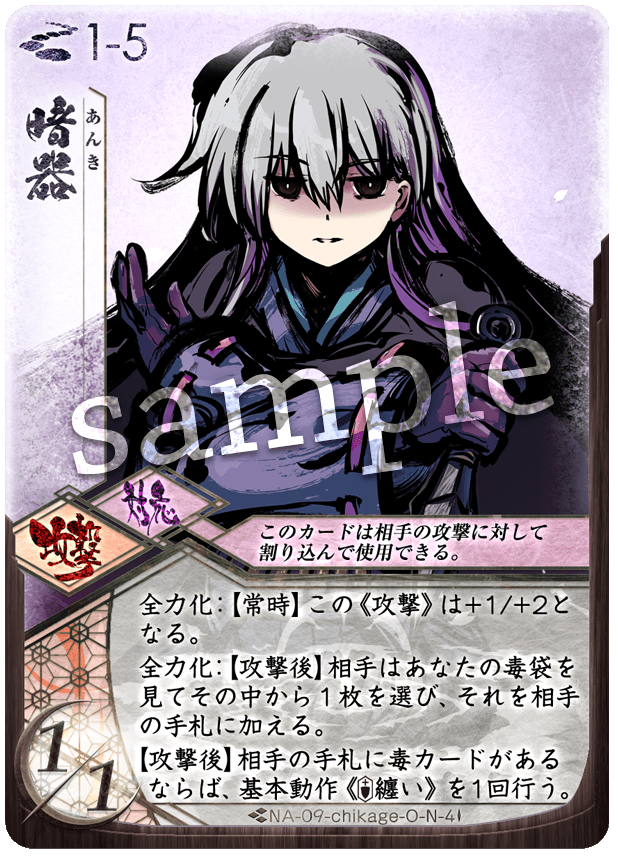 1-5
暗器
あんき
sample
攻撃
対応
このカードは相手の攻撃に対して
割り込んで使用できる。
全力化:【常時】この《攻撃》は+1/+2と
なる。
全力化:【攻撃後】相手はあなたの毒袋を
見てその中から1枚を選び、それを相手
の手札に加える。
【攻撃後】相手の手札に毒カードがある
ならば、基本動作《纏い》を1回行う。
1/1
NA-09-chikage-O-N-4